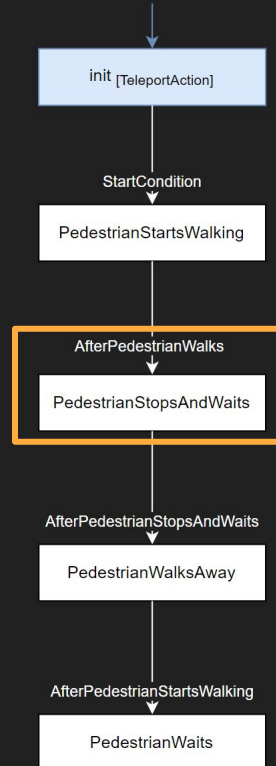 init [TeleportAction]
StartCondition
PedestrianStartsWalking
AfterPedestrianWalks
PedestrianStopsAndWaits
AfterPedestrianStopsAndWaits
PedestrianWalksAway
AfterPedestrianStartsWalking
PedestrianWaits